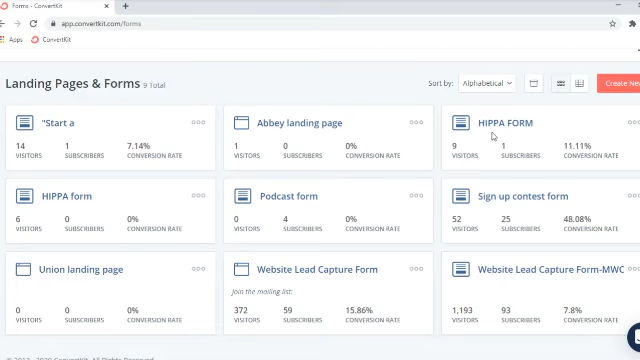 Forms - ConvertKit
app.convertkit.com/forms
Apps ConvertKit
Landing Pages & Forms 9 Total
Sort by: Alphabetical
Create New
"Start a
14 1 7.14%
VISITORS SUBSCRIBERS CONVERSION RATE
Abbey landing page
1 0 0%
VISITORS SUBSCRIBERS CONVERSION RATE
HIPPA FORM
9 1 11.11%
VISITORS SUBSCRIBERS CONVERSION RATE
HIPPA form
6 0 0%
VISITORS SUBSCRIBERS CONVERSION RATE
Podcast form
0 4 0%
VISITORS SUBSCRIBERS CONVERSION RATE
Sign up contest form
52 25 48.08%
VISITORS SUBSCRIBERS CONVERSION RATE
Union landing page
0 0 0%
VISITORS SUBSCRIBERS CONVERSION RATE
Website Lead Capture Form
Join the mailing list:
372 59 15.86%
VISITORS SUBSCRIBERS CONVERSION RATE
Website Lead Capture Form-MWC
1,193 93 7.8%
VISITORS SUBSCRIBERS CONVERSION RATE